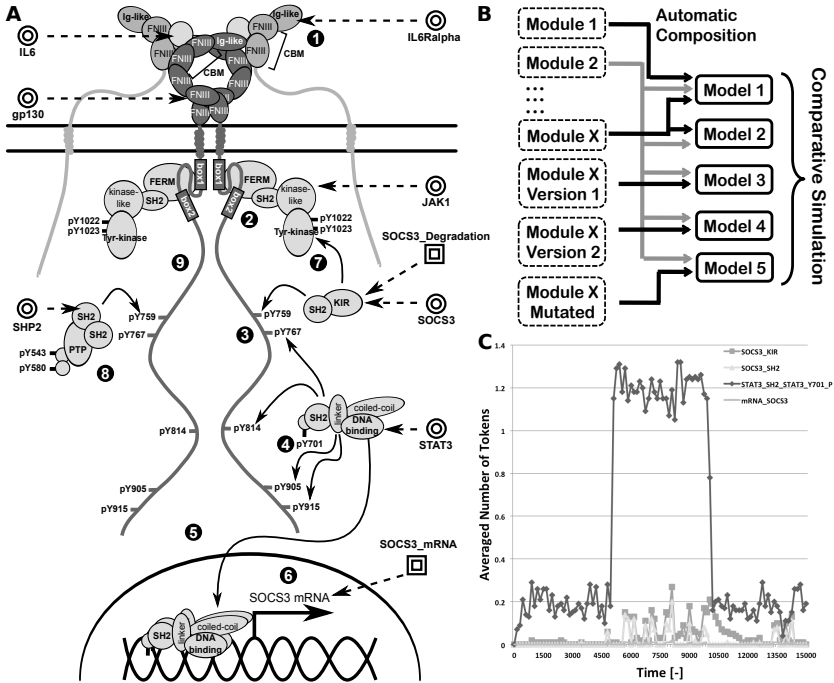 A
Ig-like
Ig-like
FNIII
FNIII
IL6
IL6Ralpha
1
FNIII
Ig-like
FNIII
FNIII
FNIII
CBM
CBM
FNIII
FNIII
gp130
FNIII
FNIII
FNIII
FNIII
box1
box1
FERM
FERM
kinase-
like
SH2
box2
box2
SH2
kinase-
like
JAK1
2
pY1022
pY1023
Tyr-kinase
pY1022
pY1023
Tyr-kinase
SOCS3_Degradation
9
7
SHP2
SH2
SH2
PTP
pY543
pY580
8
pY759
pY767
pY759
pY767
3
SH2
KIR
SOCS3
pY814
pY814
4
SH2
linker
coiled-coil
DNA
binding
pY701
STAT3
pY905
pY915
pY905
pY915
5
SOCS3_mRNA
6
SOCS3 mRNA
SH2
linker
coiled-coil
DNA
binding
B
Module 1
Module 2
Module X
Module X
Version 1
Module X
Version 2
Module X
Mutated
Automatic
Composition
Model 1
Model 2
Model 3
Model 4
Model 5
Comparative Simulation
C
SOCS3_KIR
SOCS3_SH2
STAT3_SH2_STAT3_Y701_P
mRNA_SOCS3
Averaged Number of Tokens
1.4
1.2
1
0.8
0.6
0.4
0.2
0
0 1500 3000 4500 6000 7500 9000 10500 12000 13500 15000
Time [-]